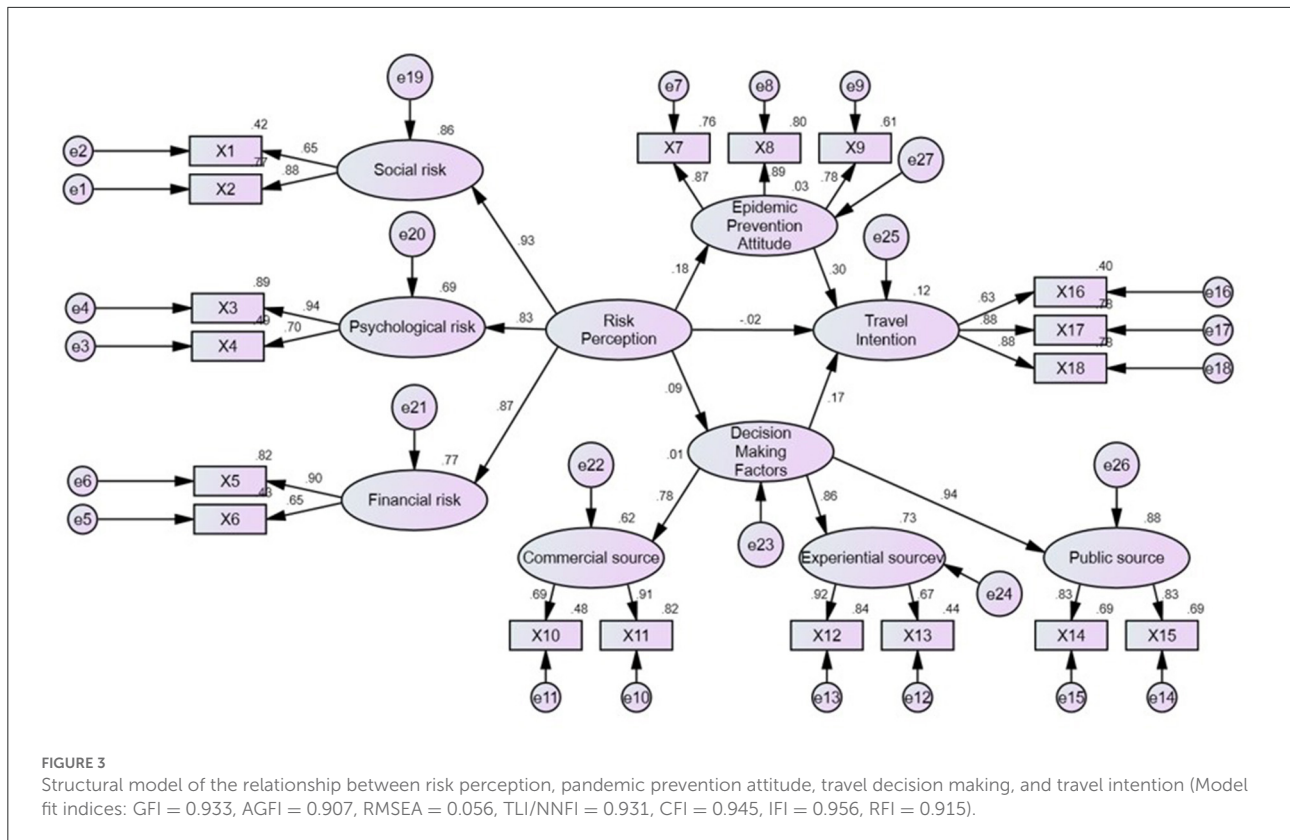 e19
e7
e8
e9
.42
.86
.76
.80
.61
e2
X1
.65
X7
X8
X9
e27
.77
.88
Social risk
.87
.89
.78
.03
e1
X2
Epidemic
Prevention
Attitude
e20
.93
e25
.89
.69
.18
.30
.12
.40
e4
X3
.94
.63
X16
e16
.49
Psychological risk
.83
Risk
Perception
-.02
Travel
Intention
.88
.78
X17
e17
e3
X4
.70
.88
.78
X18
e18
e21
.87
.09
.17
.82
.77
Decision
Making
Factors
e6
X5
.90
.01
e22
e26
.43
Financial risk
.65
.78
.86
.94
e5
X6
.62
e23
.73
.88
Commercial source
Experiential sourcev
Public source
e24
.69
.48
.91
.82
.92
.84
.67
.44
.83
.69
.83
.69
X10
X11
X12
X13
X14
X15
e11
e10
e13
e12
e15
e14
FIGURE 3
Structural model of the relationship between risk perception, pandemic prevention attitude, travel decision making, and travel intention (Model
fit indices: GFI = 0.933, AGFI = 0.907, RMSEA = 0.056, TLI/NNFI = 0.931, CFI = 0.945, IFI = 0.956, RFI = 0.915).